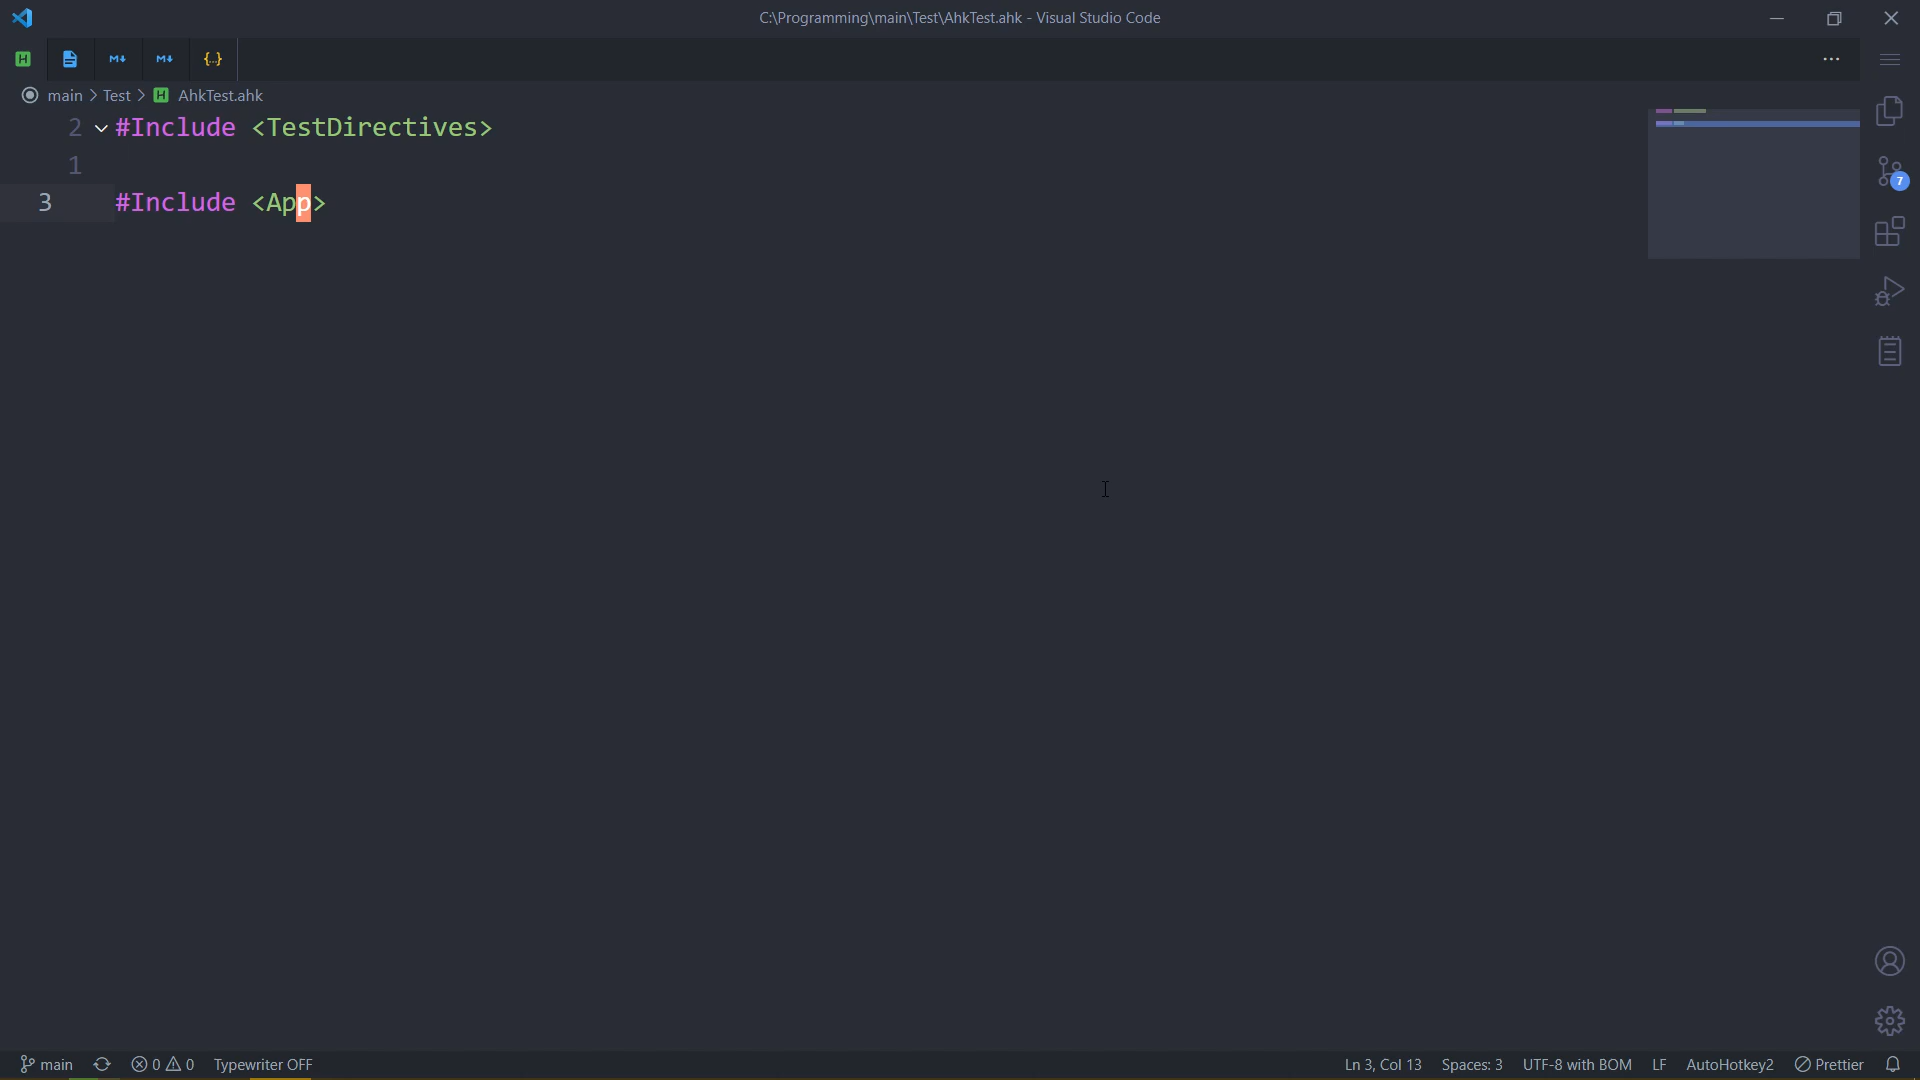 C:\Programming\main\Test\AhkTest.ahk - Visual Studio Code
H M↓ M↓ {..}
main > Test > H AhkTest.ahk
2 #Include <TestDirectives>
1
3 #Include <App>
7
main 0 0 Typewriter OFF Ln 3, Col 13 Spaces: 3 UTF-8 with BOM LF AutoHotkey2 Prettier